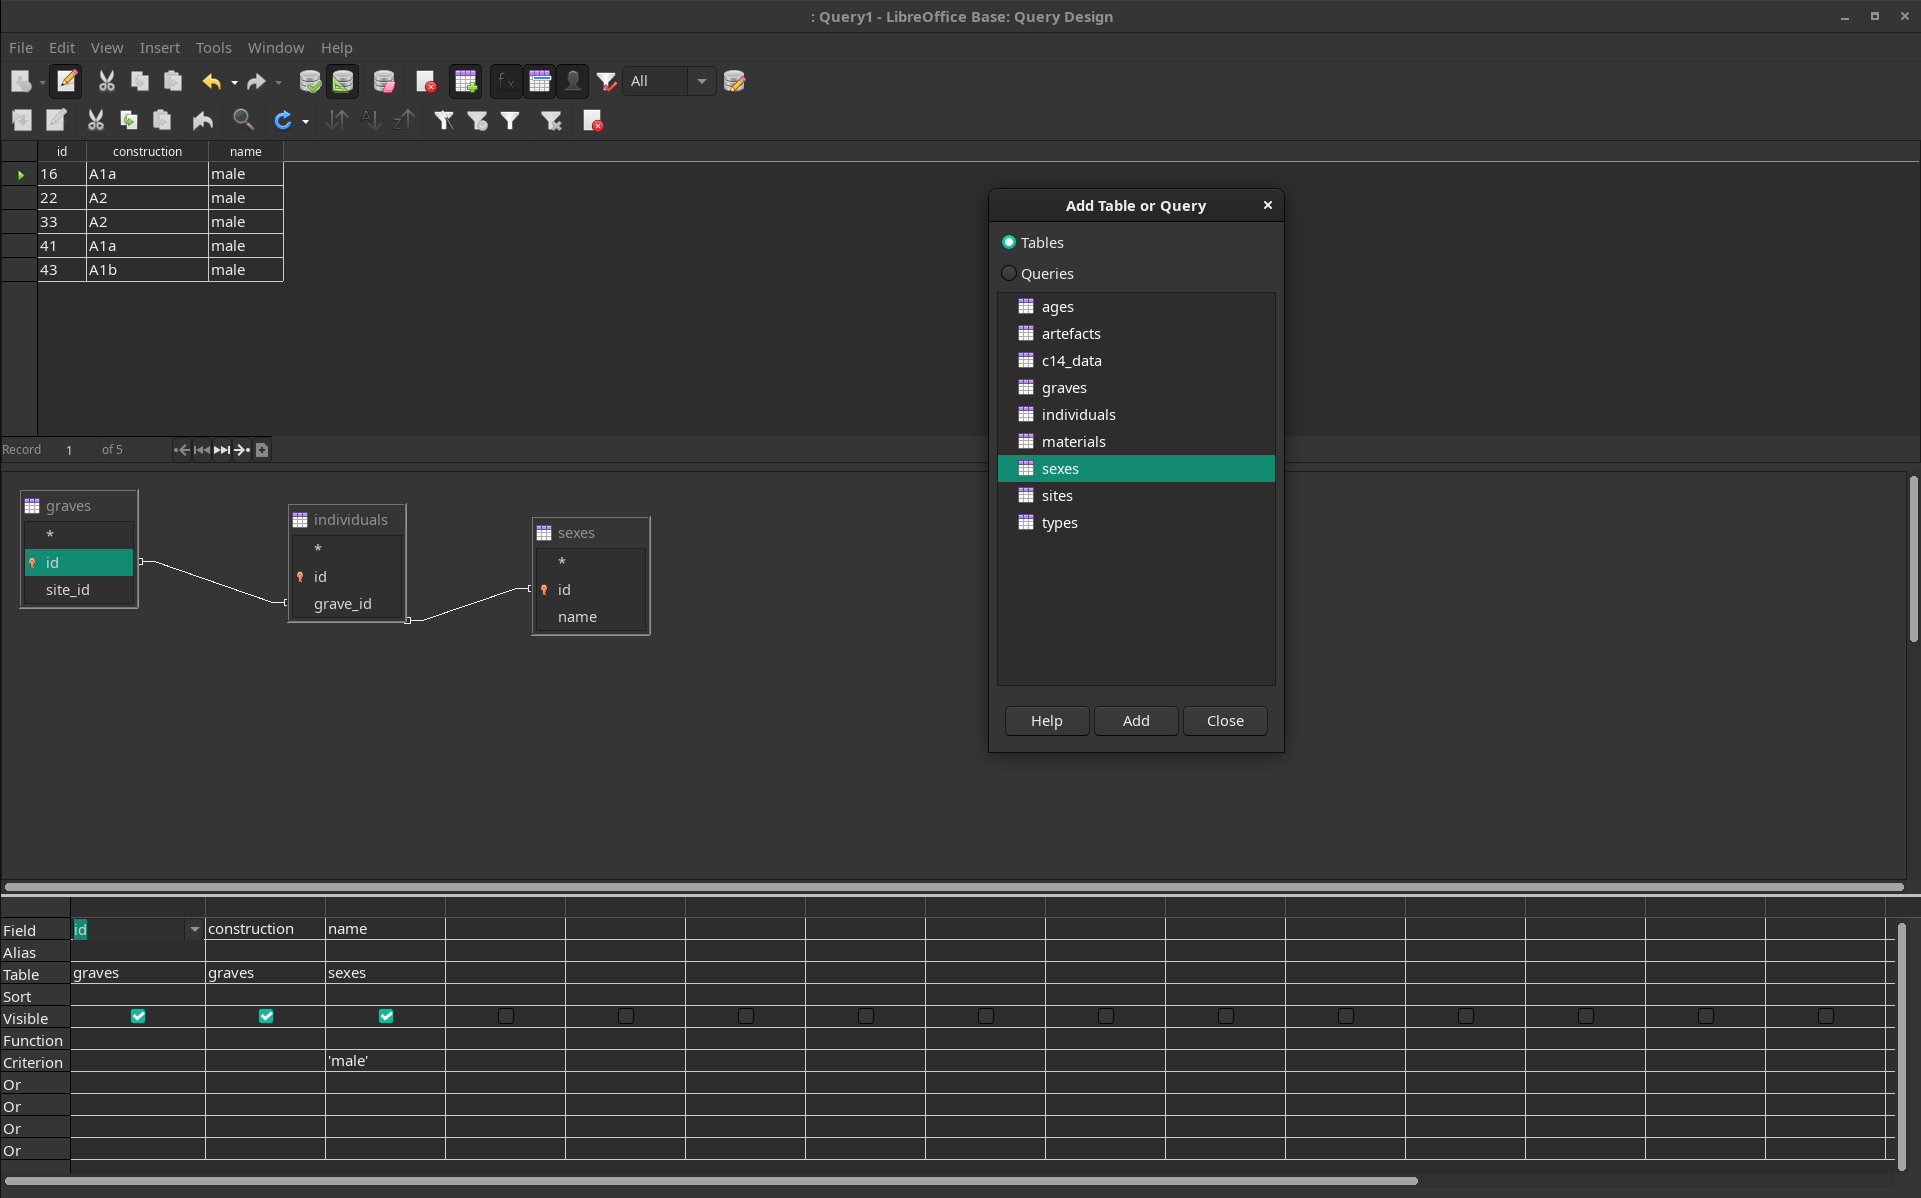 : Query1 - LibreOffice Base: Query Design
File Edit View Insert Tools Window Help
fx All
id construction name
16 A1a male
22 A2 male
33 A2 male
41 A1a male
43 A1b male
Record 1 of 5
Add Table or Query
Tables
Queries
ages
artefacts
c14_data
graves
individuals
materials
sexes
sites
types
Help Add Close
graves
*
id
site_id
individuals
*
id
grave_id
sexes
*
id
name
Field id construction name
Alias
Table graves graves sexes
Sort
Visible
Function
Criterion 'male'
Or
Or
Or
Or